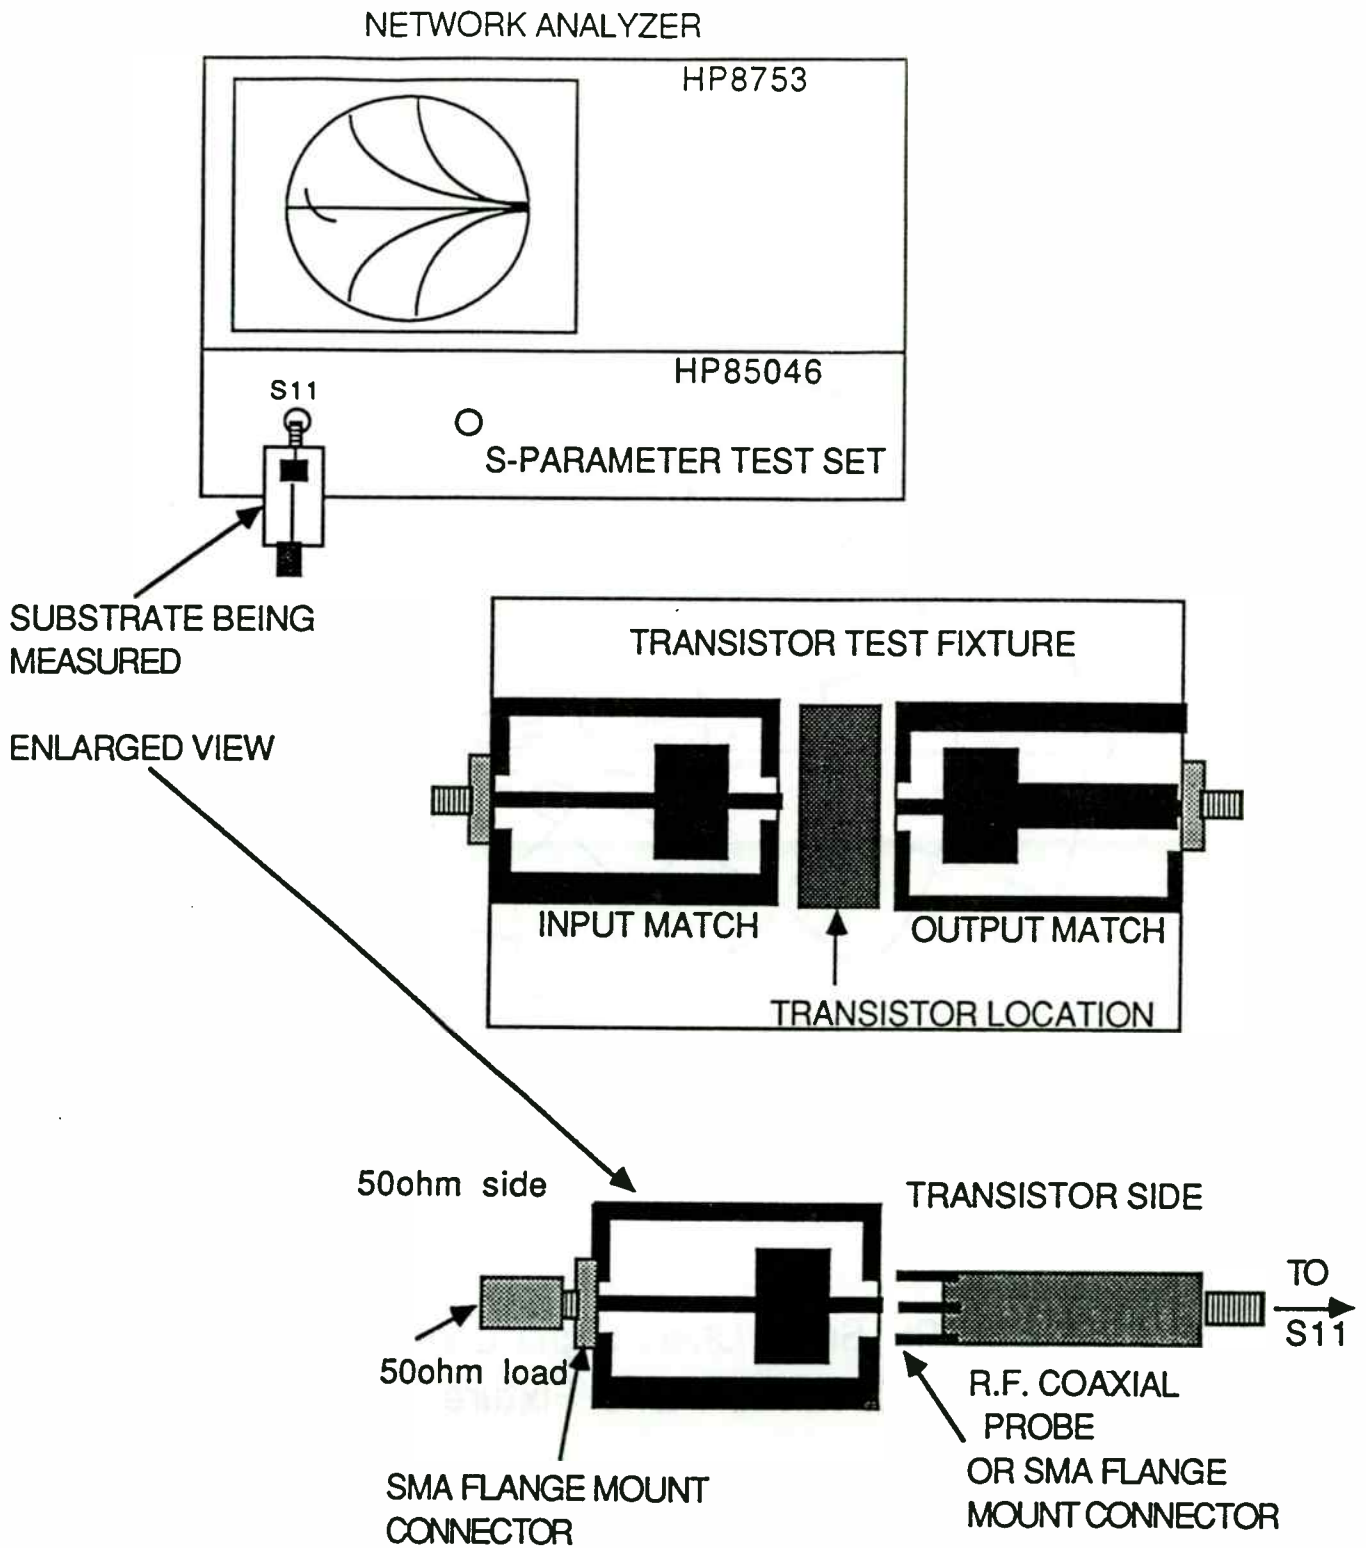 NETWORK ANALYZER
HP8753
HP85046
S11
S-PARAMETER TEST SET
SUBSTRATE BEING
MEASURED
TRANSISTOR TEST FIXTURE
ENLARGED VIEW
INPUT MATCH
OUTPUT MATCH
TRANSISTOR LOCATION
50ohm side
TRANSISTOR SIDE
TO
S11
50ohm load
R.F. COAXIAL
PROBE
OR SMA FLANGE
MOUNT CONNECTOR
SMA FLANGE MOUNT
CONNECTOR